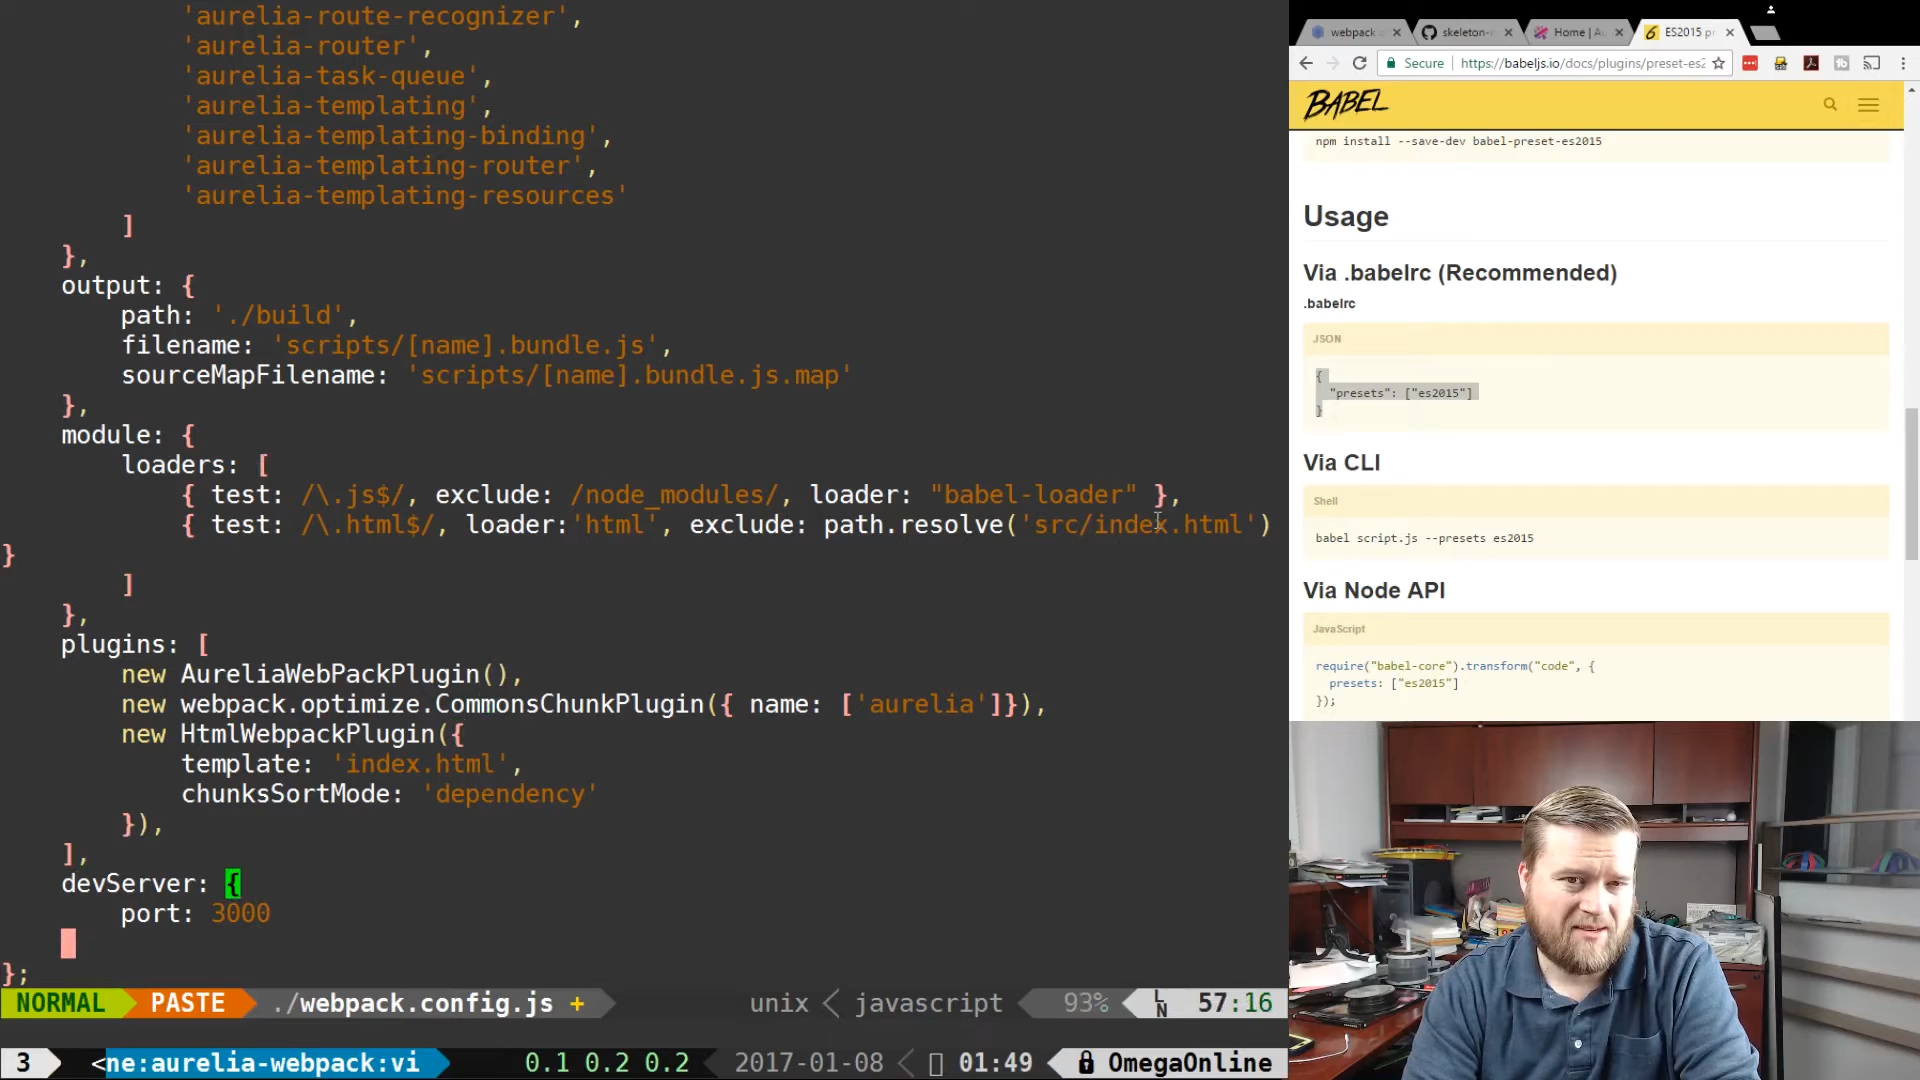 'aurelia-route-recognizer',
'aurelia-router',
'aurelia-task-queue',
'aurelia-templating',
'aurelia-templating-binding',
'aurelia-templating-router',
'aurelia-templating-resources'
]
},
output: {
path: './build',
filename: 'scripts/[name].bundle.js',
sourceMapFilename: 'scripts/[name].bundle.js.map'
},
module: {
loaders: [
{ test: /\.js$/, exclude: /node_modules/, loader: "babel-loader" },
{ test: /\.html$/, loader:'html', exclude: path.resolve('src/index.html')
}
]
},
plugins: [
new AureliaWebPackPlugin(),
new webpack.optimize.CommonsChunkPlugin({ name: ['aurelia']}),
new HtmlWebpackPlugin({
template: 'index.html',
chunksSortMode: 'dependency'
}),
],
devServer: {
port: 3000
};
NORMAL PASTE ./webpack.config.js + unix javascript 93% LN 57:16
3 <ne:aurelia-webpack:vi 0.1 0.2 0.2 2017-01-08 01:49 OmegaOnline
webpack skeleton- Home | Au ES2015 pr
Secure https://babeljs.io/docs/plugins/preset-es2
BABEL
npm install --save-dev babel-preset-es2015
Usage
Via .babelrc (Recommended)
.babelrc
JSON
{
"presets": ["es2015"]
}
Via CLI
Shell
babel script.js --presets es2015
Via Node API
JavaScript
require("babel-core").transform("code", {
presets: ["es2015"]
});